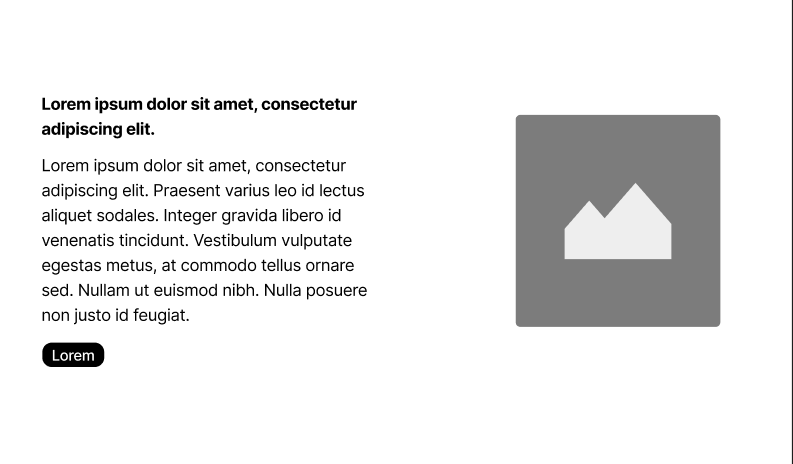 Lorem ipsum dolor sit amet, consectetur
adipiscing elit.
Lorem ipsum dolor sit amet, consectetur
adipiscing elit. Praesent varius leo id lectus
aliquet sodales. Integer gravida libero id
venenatis tincidunt. Vestibulum vulputate
egestas metus, at commodo tellus ornare
sed. Nullam ut euismod nibh. Nulla posuere
non justo id feugiat.
Lorem